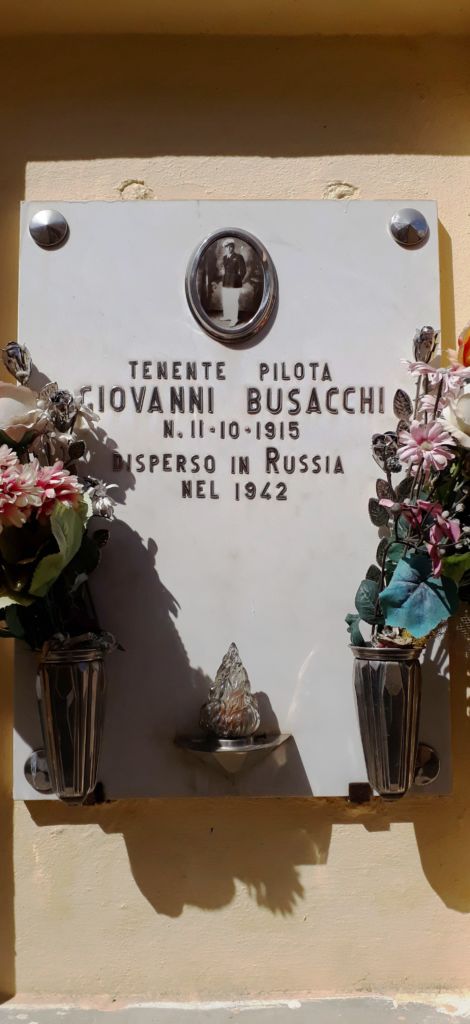 TENENTE PILOTA
GIOVANNI BUSACCHI
N. 11-10-1915
DISPERSO IN RUSSIA
NEL 1942